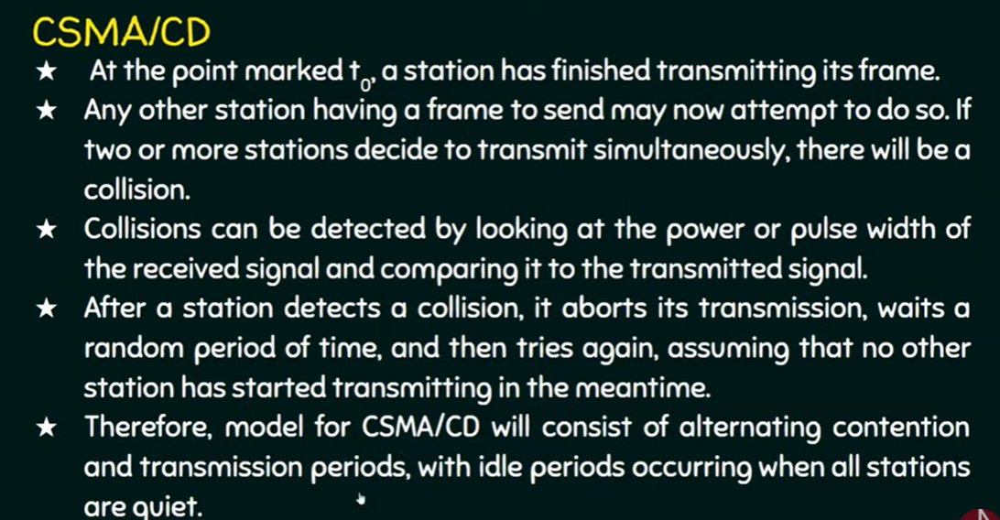 CSMA/CD
★ At the point marked t₀, a station has finished transmitting its frame.
★ Any other station having a frame to send may now attempt to do so. If
two or more stations decide to transmit simultaneously, there will be a
collision.
★ Collisions can be detected by looking at the power or pulse width of
the received signal and comparing it to the transmitted signal.
★ After a station detects a collision, it aborts its transmission, waits a
random period of time, and then tries again, assuming that no other
station has started transmitting in the meantime.
★ Therefore, model for CSMA/CD will consist of alternating contention
and transmission periods, with idle periods occurring when all stations
are quiet.